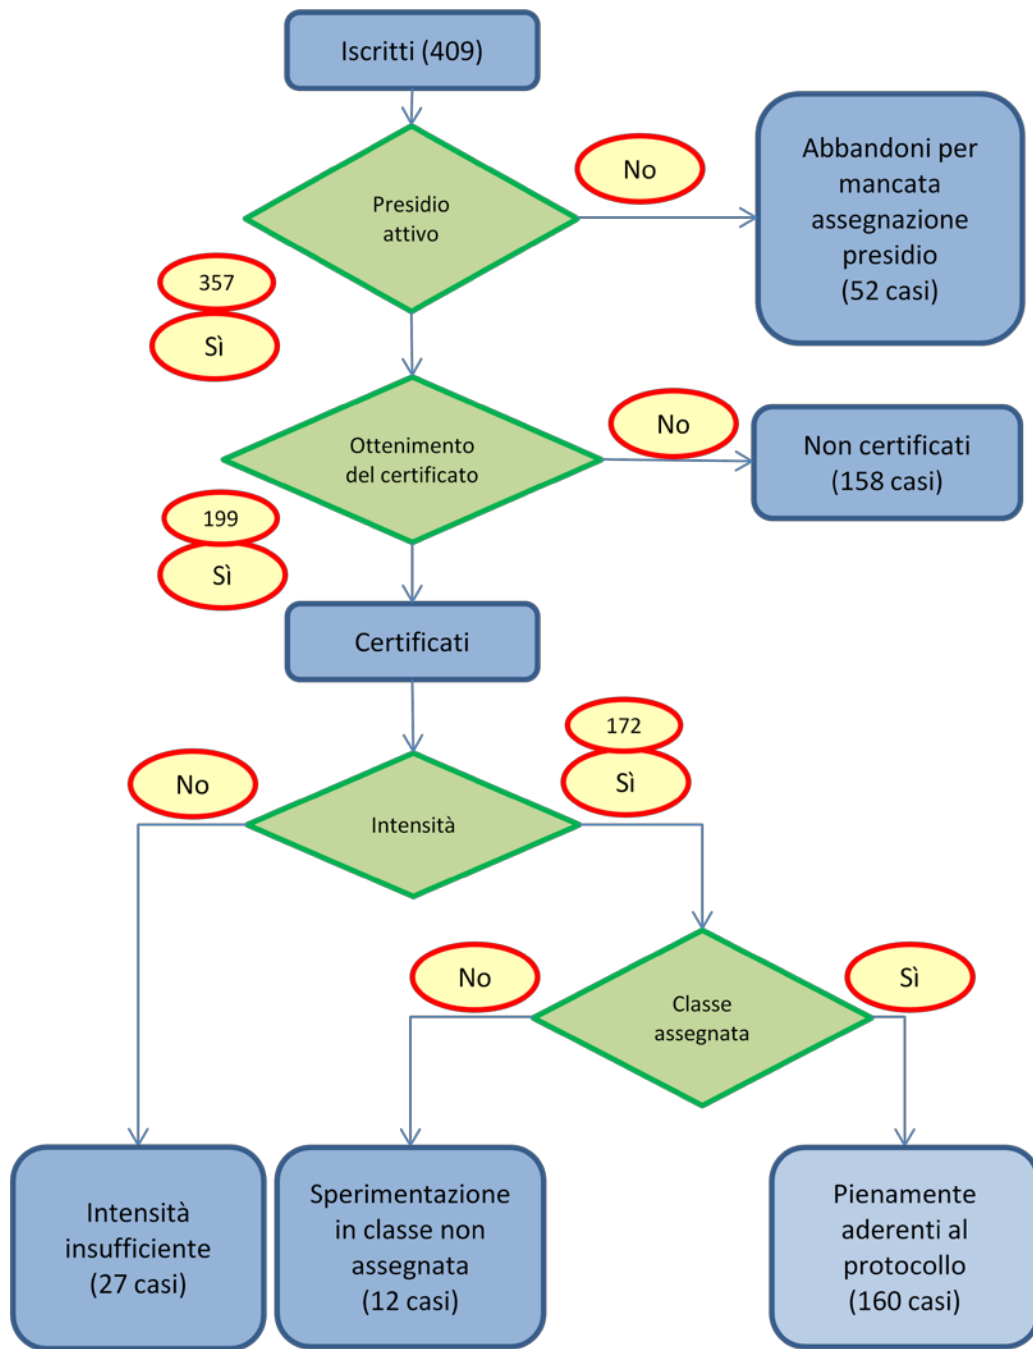 Iscritti (409)
Presidio
attivo
No
Abbandoni per
mancata
assegnazione
presidio
(52 casi)
357
Sì
Ottenimento
del certificato
No
Non certificati
(158 casi)
199
Sì
Certificati
Intensità
No
172
Sì
Classe
assegnata
No
Sì
Intensità
insufficiente
(27 casi)
Sperimentazione
in classe non
assegnata
(12 casi)
Pienamente
aderenti al
protocollo
(160 casi)